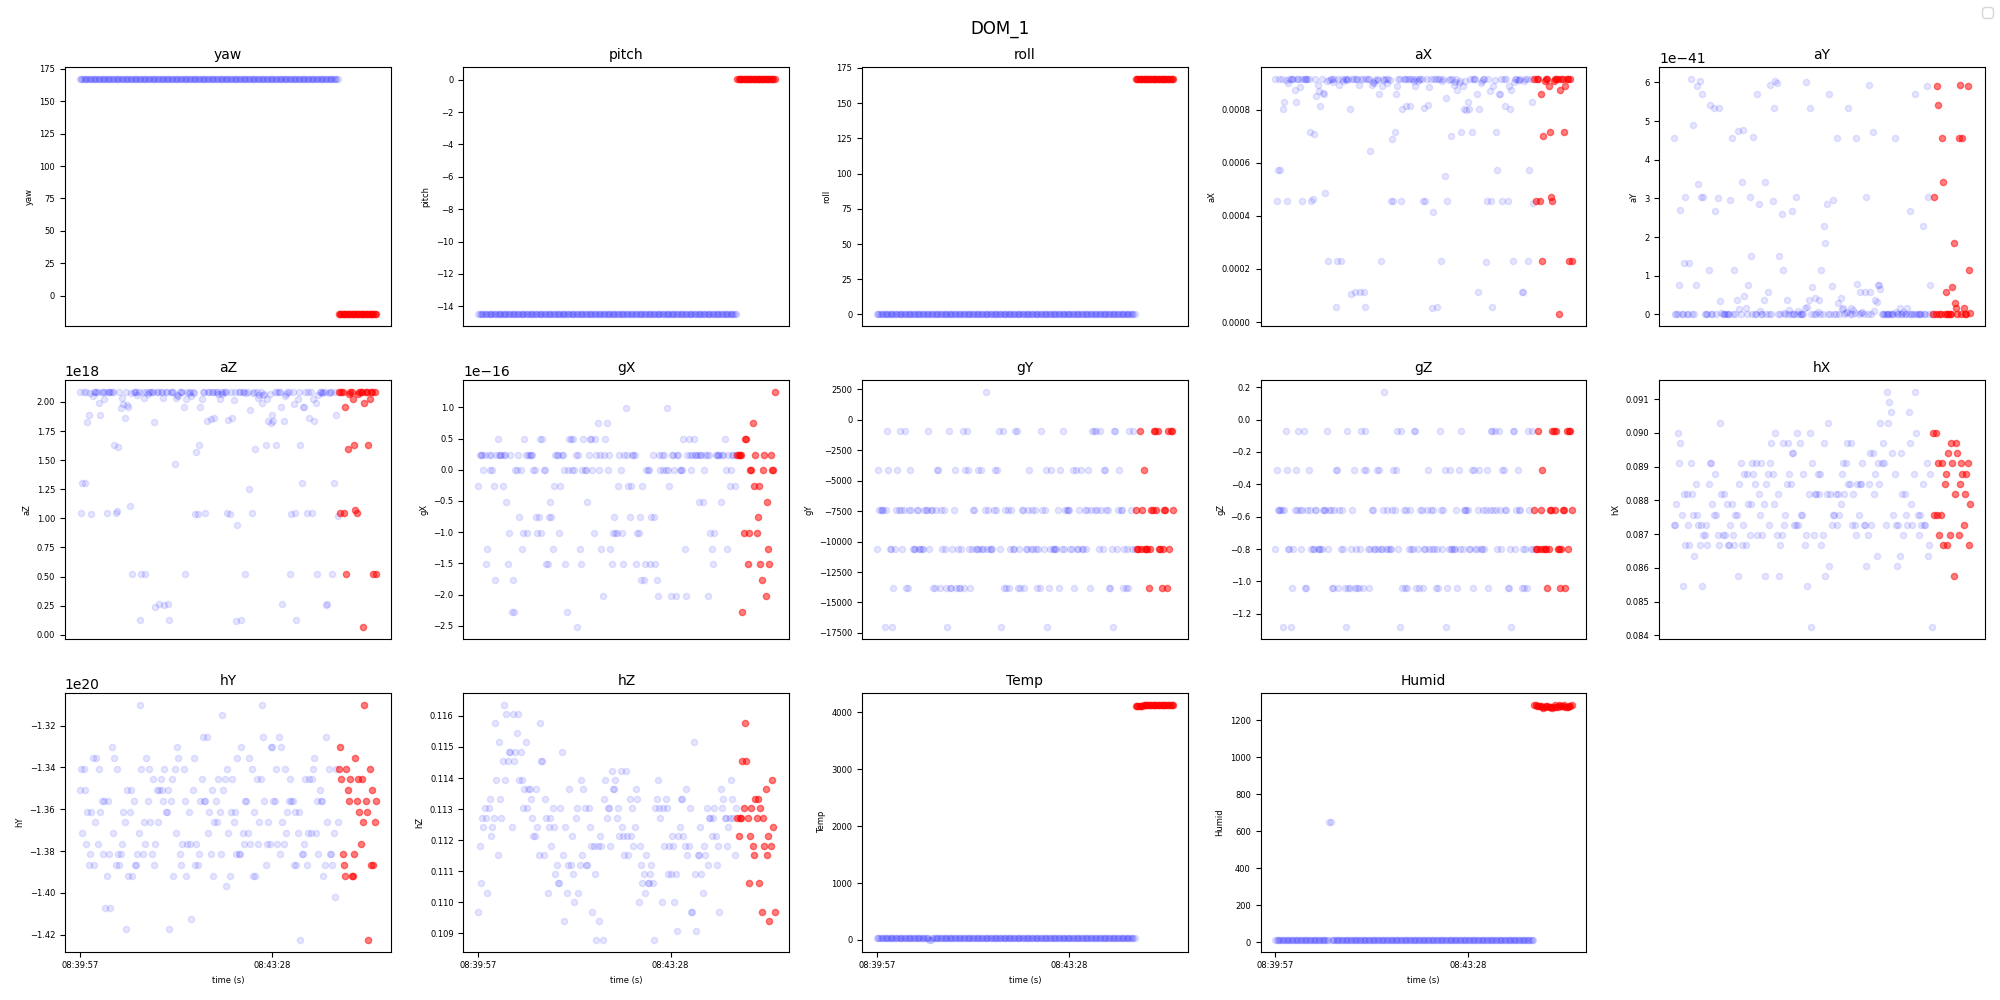 DOM_1
yaw
pitch
roll
aX
aY
1e−41
175
150
125
100
75
50
25
0
yaw
0
−2
−4
−6
−8
−10
−12
−14
pitch
175
150
125
100
75
50
25
0
roll
0.0008
0.0006
0.0004
0.0002
0.0000
aX
6
5
4
3
2
1
0
aY
aZ
1e18
gX
1e−16
gY
gZ
hX
2.00
1.75
1.50
1.25
1.00
0.75
0.50
0.25
0.00
aZ
1.0
0.5
0.0
−0.5
−1.0
−1.5
−2.0
−2.5
gX
2500
0
−2500
−5000
−7500
−10000
−12500
−15000
−17500
gY
0.2
0.0
−0.2
−0.4
−0.6
−0.8
−1.0
−1.2
gZ
0.091
0.090
0.089
0.088
0.087
0.086
0.085
0.084
hX
hY
1e20
hZ
Temp
Humid
−1.32
−1.34
−1.36
−1.38
−1.40
−1.42
hY
0.116
0.115
0.114
0.113
0.112
0.111
0.110
0.109
hZ
4000
3000
2000
1000
0
Temp
1200
1000
800
600
400
200
0
Humid
08:39:57 08:43:28
time (s)
08:39:57 08:43:28
time (s)
08:39:57 08:43:28
time (s)
08:39:57 08:43:28
time (s)